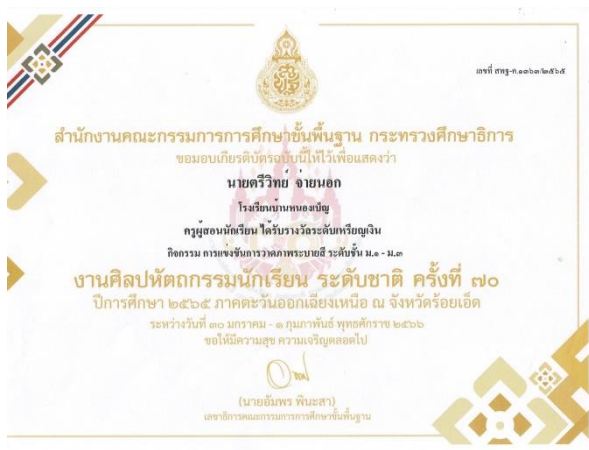 เลขที่ สพฐ-ก.๑๓๖๓/๒๕๖๕
สำนักงานคณะกรรมการการศึกษาขั้นพื้นฐาน กระทรวงศึกษาธิการ
ขอมอบเกียรติบัตรฉบับนี้ให้ไว้เพื่อแสดงว่า
นายตรีวิทย์ จ่ายนอก
โรงเรียนบ้านหนองเบิญ
ครูผู้สอนนักเรียน ได้รับรางวัลระดับเหรียญเงิน
กิจกรรม การแข่งขันการวาดภาพระบายสี ระดับชั้น ม.๑ - ม.๓
งานศิลปหัตถกรรมนักเรียน ระดับชาติ ครั้งที่ ๗๐
ปีการศึกษา ๒๕๖๕ ภาคตะวันออกเฉียงเหนือ ณ จังหวัดร้อยเอ็ด
ระหว่างวันที่ ๓๐ มกราคม - ๑ กุมภาพันธ์ พุทธศักราช ๒๕๖๖
ขอให้มีความสุข ความเจริญตลอดไป
(นายอัมพร พินะสา)
เลขาธิการคณะกรรมการการศึกษาขั้นพื้นฐาน